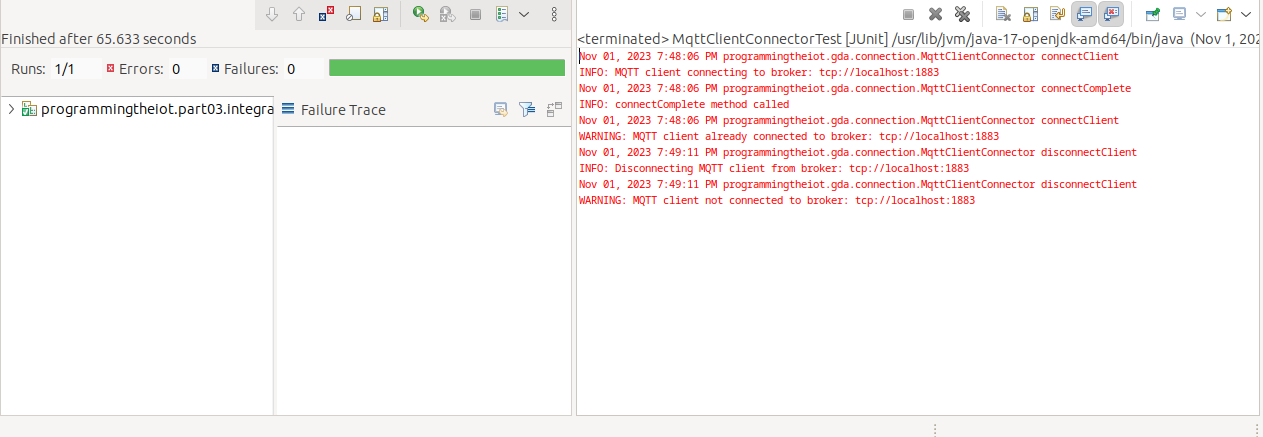 Finished after 65.633 seconds
Runs: 1/1 Errors: 0 Failures: 0
programmingtheiot.part03.integra
Failure Trace
<terminated> MqttClientConnectorTest [JUnit] /usr/lib/jvm/java-17-openjdk-amd64/bin/java (Nov 1, 202
Nov 01, 2023 7:48:06 PM programmingtheiot.gda.connection.MqttClientConnector connectClient
INFO: MQTT client connecting to broker: tcp://localhost:1883
Nov 01, 2023 7:48:06 PM programmingtheiot.gda.connection.MqttClientConnector connectComplete
INFO: connectComplete method called
Nov 01, 2023 7:48:06 PM programmingtheiot.gda.connection.MqttClientConnector connectClient
WARNING: MQTT client already connected to broker: tcp://localhost:1883
Nov 01, 2023 7:49:11 PM programmingtheiot.gda.connection.MqttClientConnector disconnectClient
INFO: Disconnecting MQTT client from broker: tcp://localhost:1883
Nov 01, 2023 7:49:11 PM programmingtheiot.gda.connection.MqttClientConnector disconnectClient
WARNING: MQTT client not connected to broker: tcp://localhost:1883